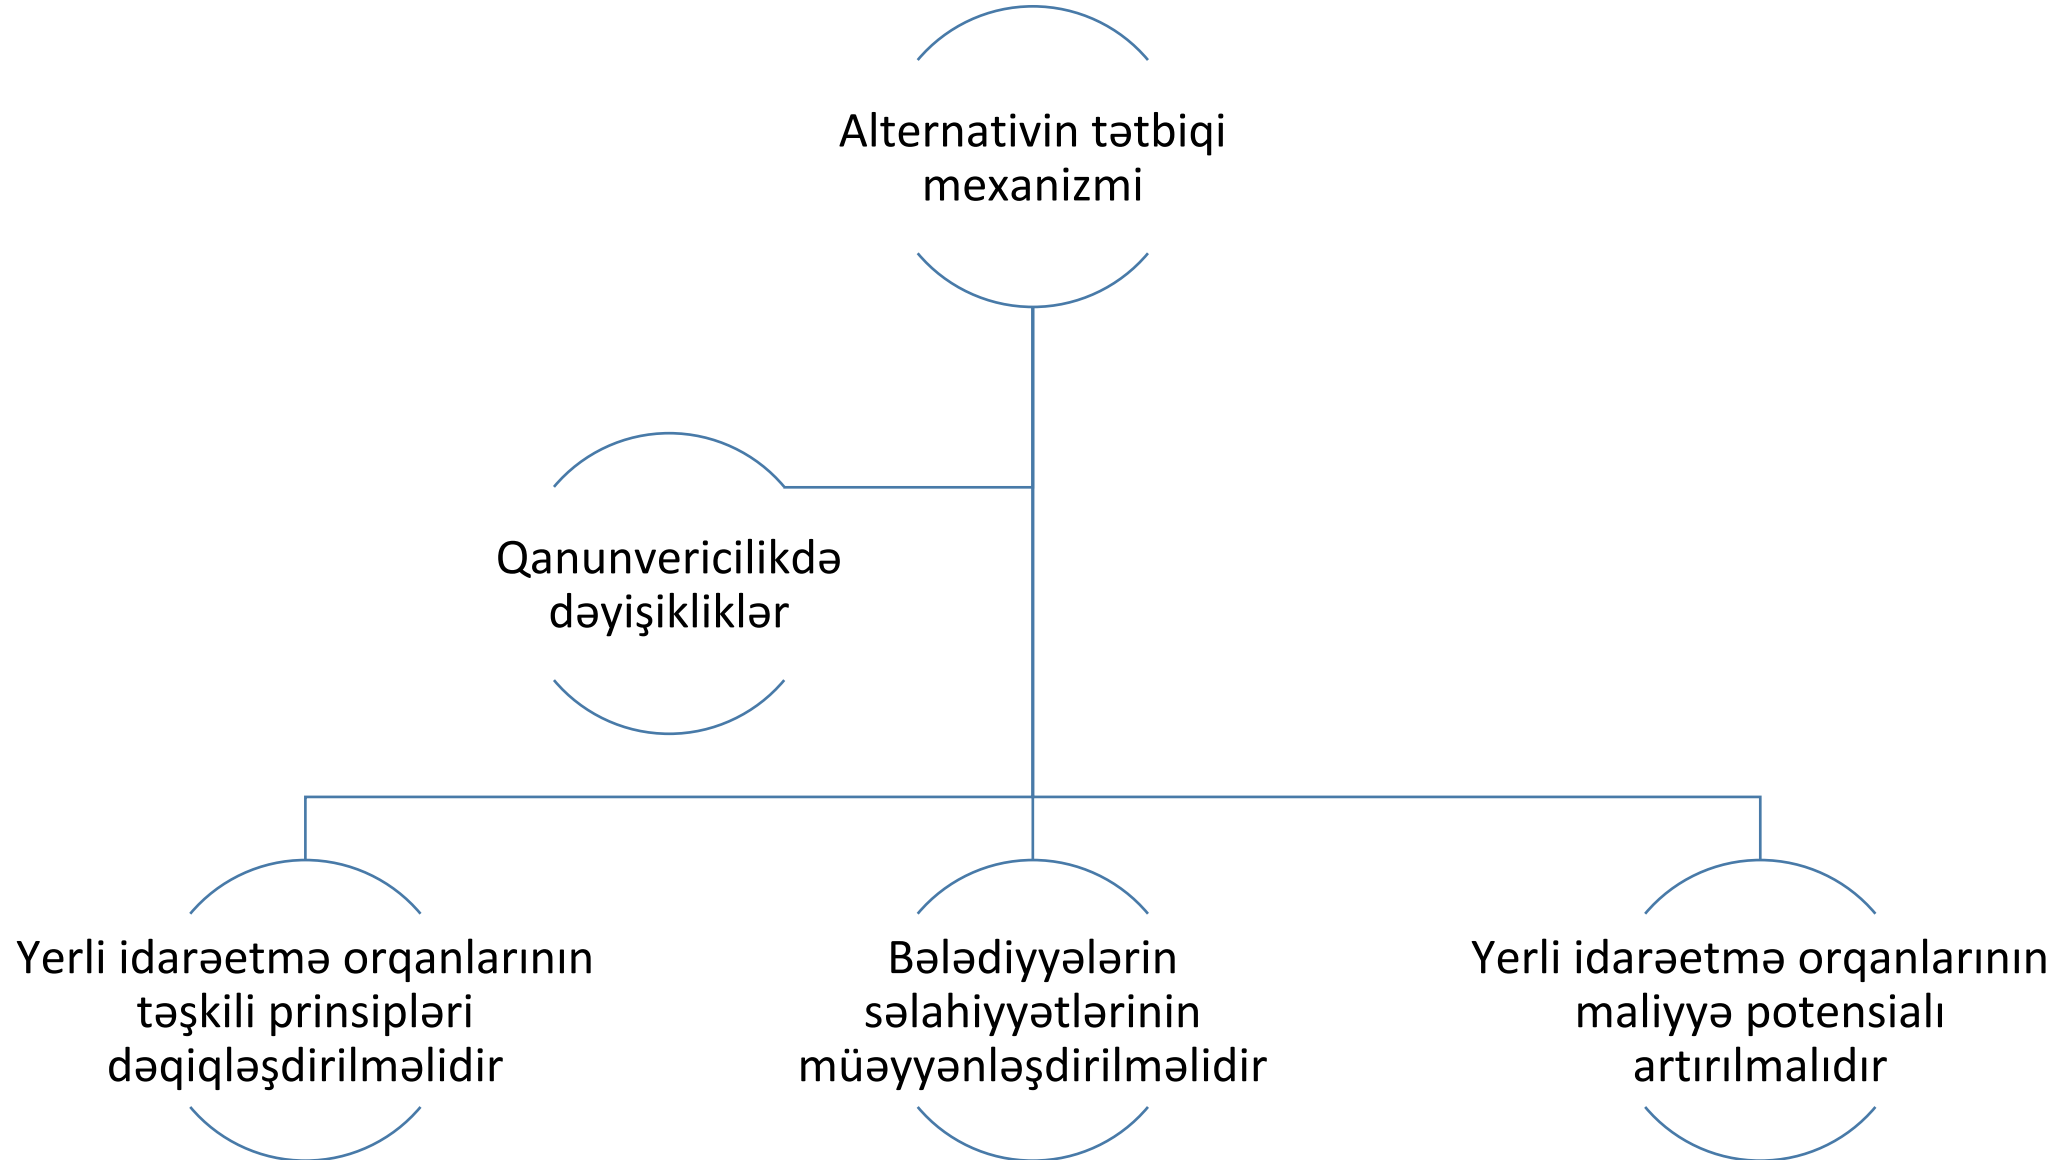 Alternativin tətbiqi
mexanizmi
Qanunvericilikdə
dəyişikliklər
Yerli idarəetmə orqanlarının
təşkili prinsipləri
dəqiqləşdirilməlidir
Bələdiyyələrin
səlahiyyətlərinin
müəyyənləşdirilməlidir
Yerli idarəetmə orqanlarının
maliyyə potensialı
artırılmalıdır